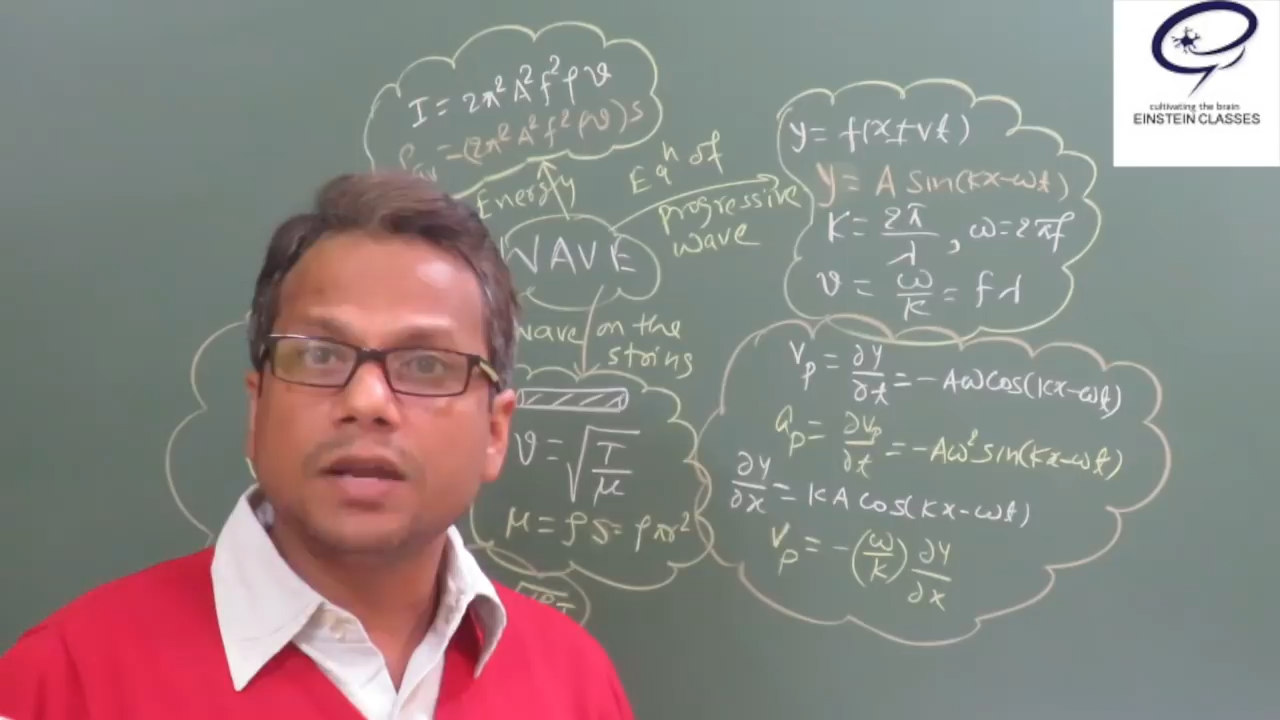 I = 2π²A²f²ρv
Pav = (2π²A²f²ρv)S
Energy
Eqⁿ of
progressive
wave
WAVE
wave on the
string
v = √(T/μ)
μ = ρS = ρπr²
y = f(x±vt)
y = A sin(kx-ωt)
K = 2π/λ, ω = 2πf
v = ω/k = fλ
Vp = ∂y/∂t = -Aω cos(kx-ωt)
ap = ∂Vp/∂t = -Aω² sin(kx-ωt)
∂y/∂x = KA cos(kx-ωt)
Vp = -(ω/k) ∂y/∂x
cultivating the brain
EINSTEIN CLASSES